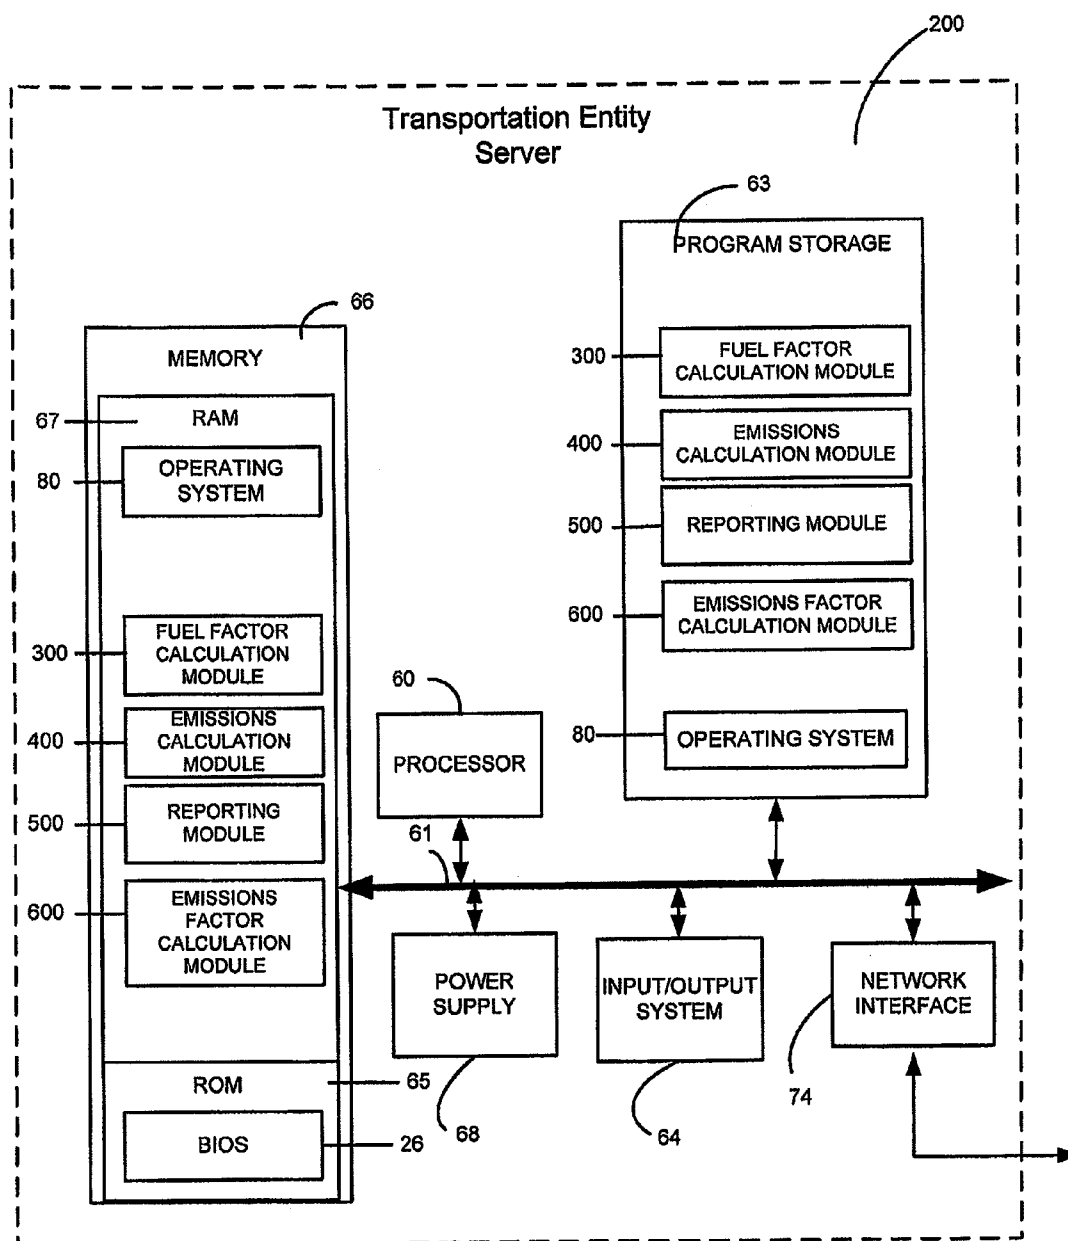 200
Transportation Entity
Server
63
PROGRAM STORAGE
300
FUEL FACTOR
CALCULATION MODULE
400
EMISSIONS
CALCULATION MODULE
500
REPORTING MODULE
600
EMISSIONS FACTOR
CALCULATION MODULE
80
OPERATING SYSTEM
66
MEMORY
67
RAM
80
OPERATING
SYSTEM
300
FUEL FACTOR
CALCULATION
MODULE
400
EMISSIONS
CALCULATION
MODULE
500
REPORTING
MODULE
600
EMISSIONS
FACTOR
CALCULATION
MODULE
ROM
65
BIOS
26
60
PROCESSOR
61
POWER
SUPPLY
68
INPUT/OUTPUT
SYSTEM
64
NETWORK
INTERFACE
74